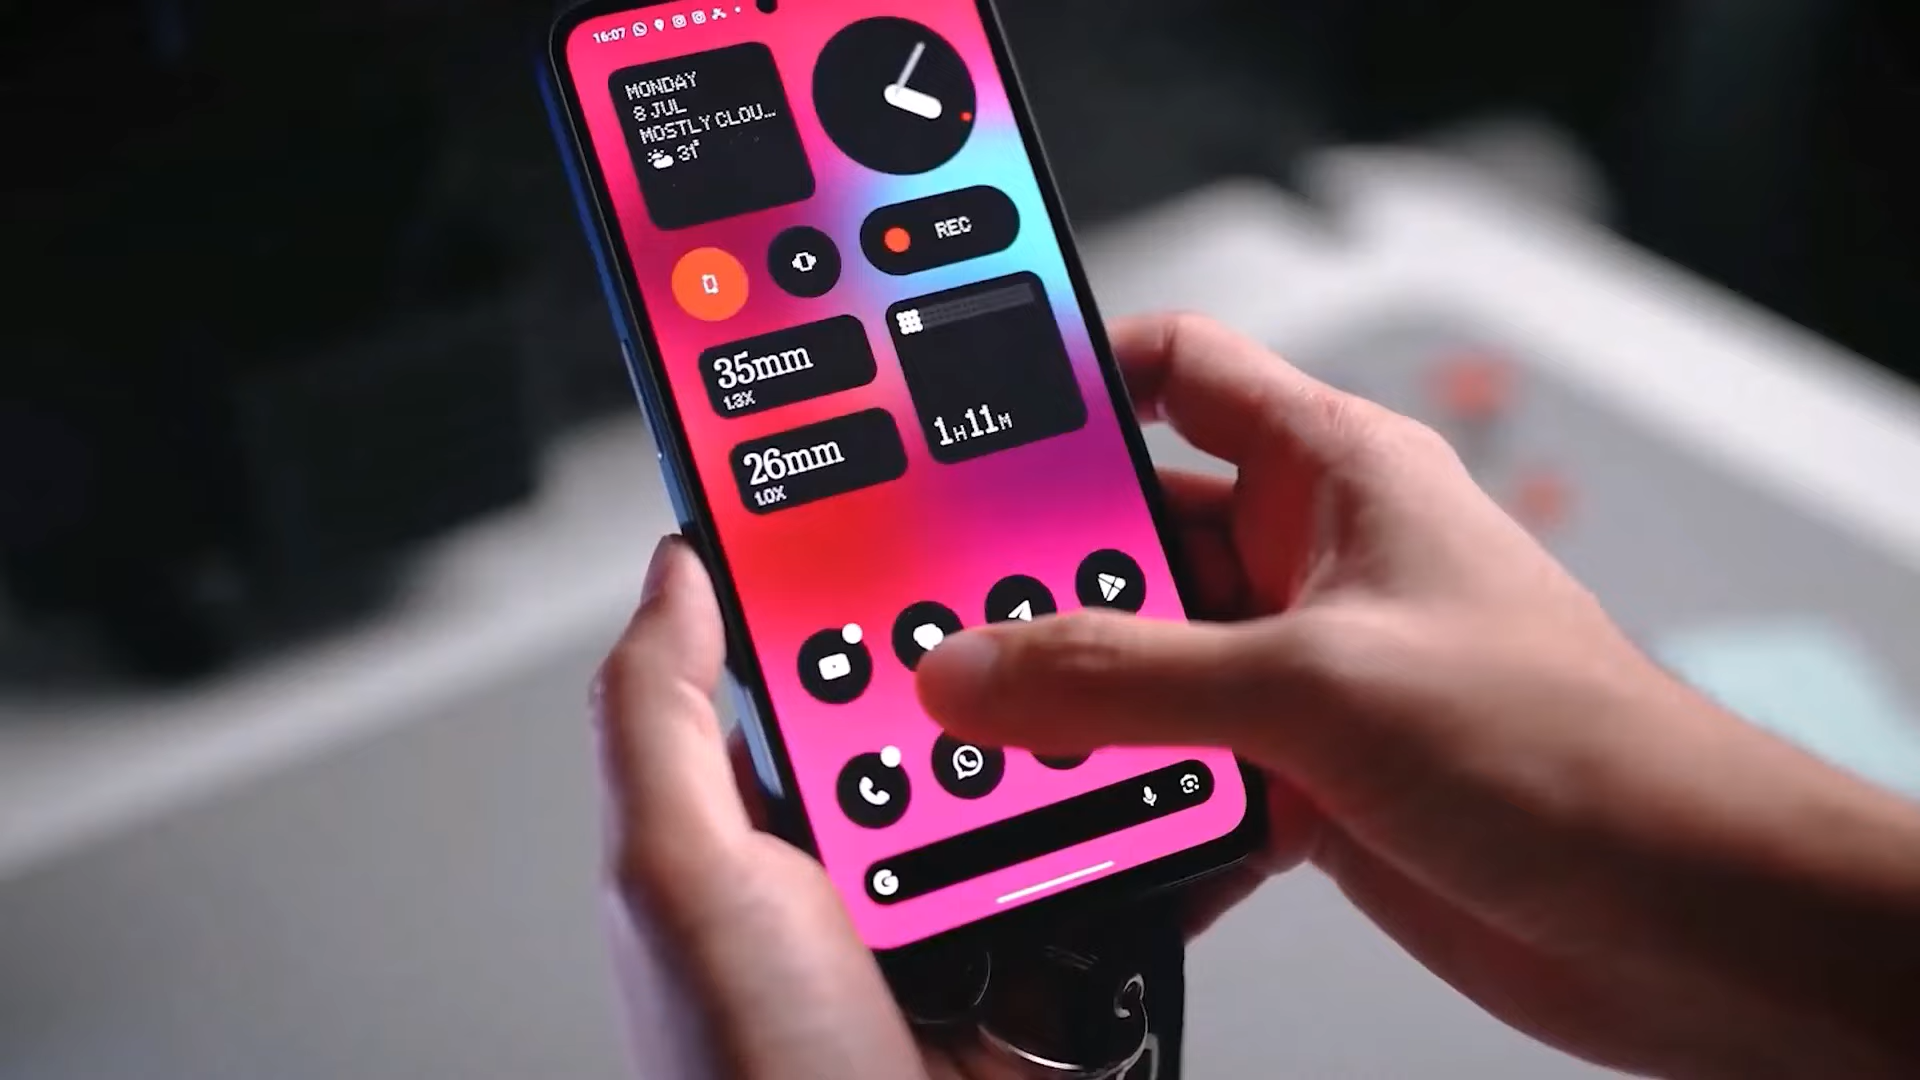 16:07
MONDAY
8 JUL
MOSTLY CLOU...
31°
REC
35mm
1.3X
1H11M
26mm
1.0X
G